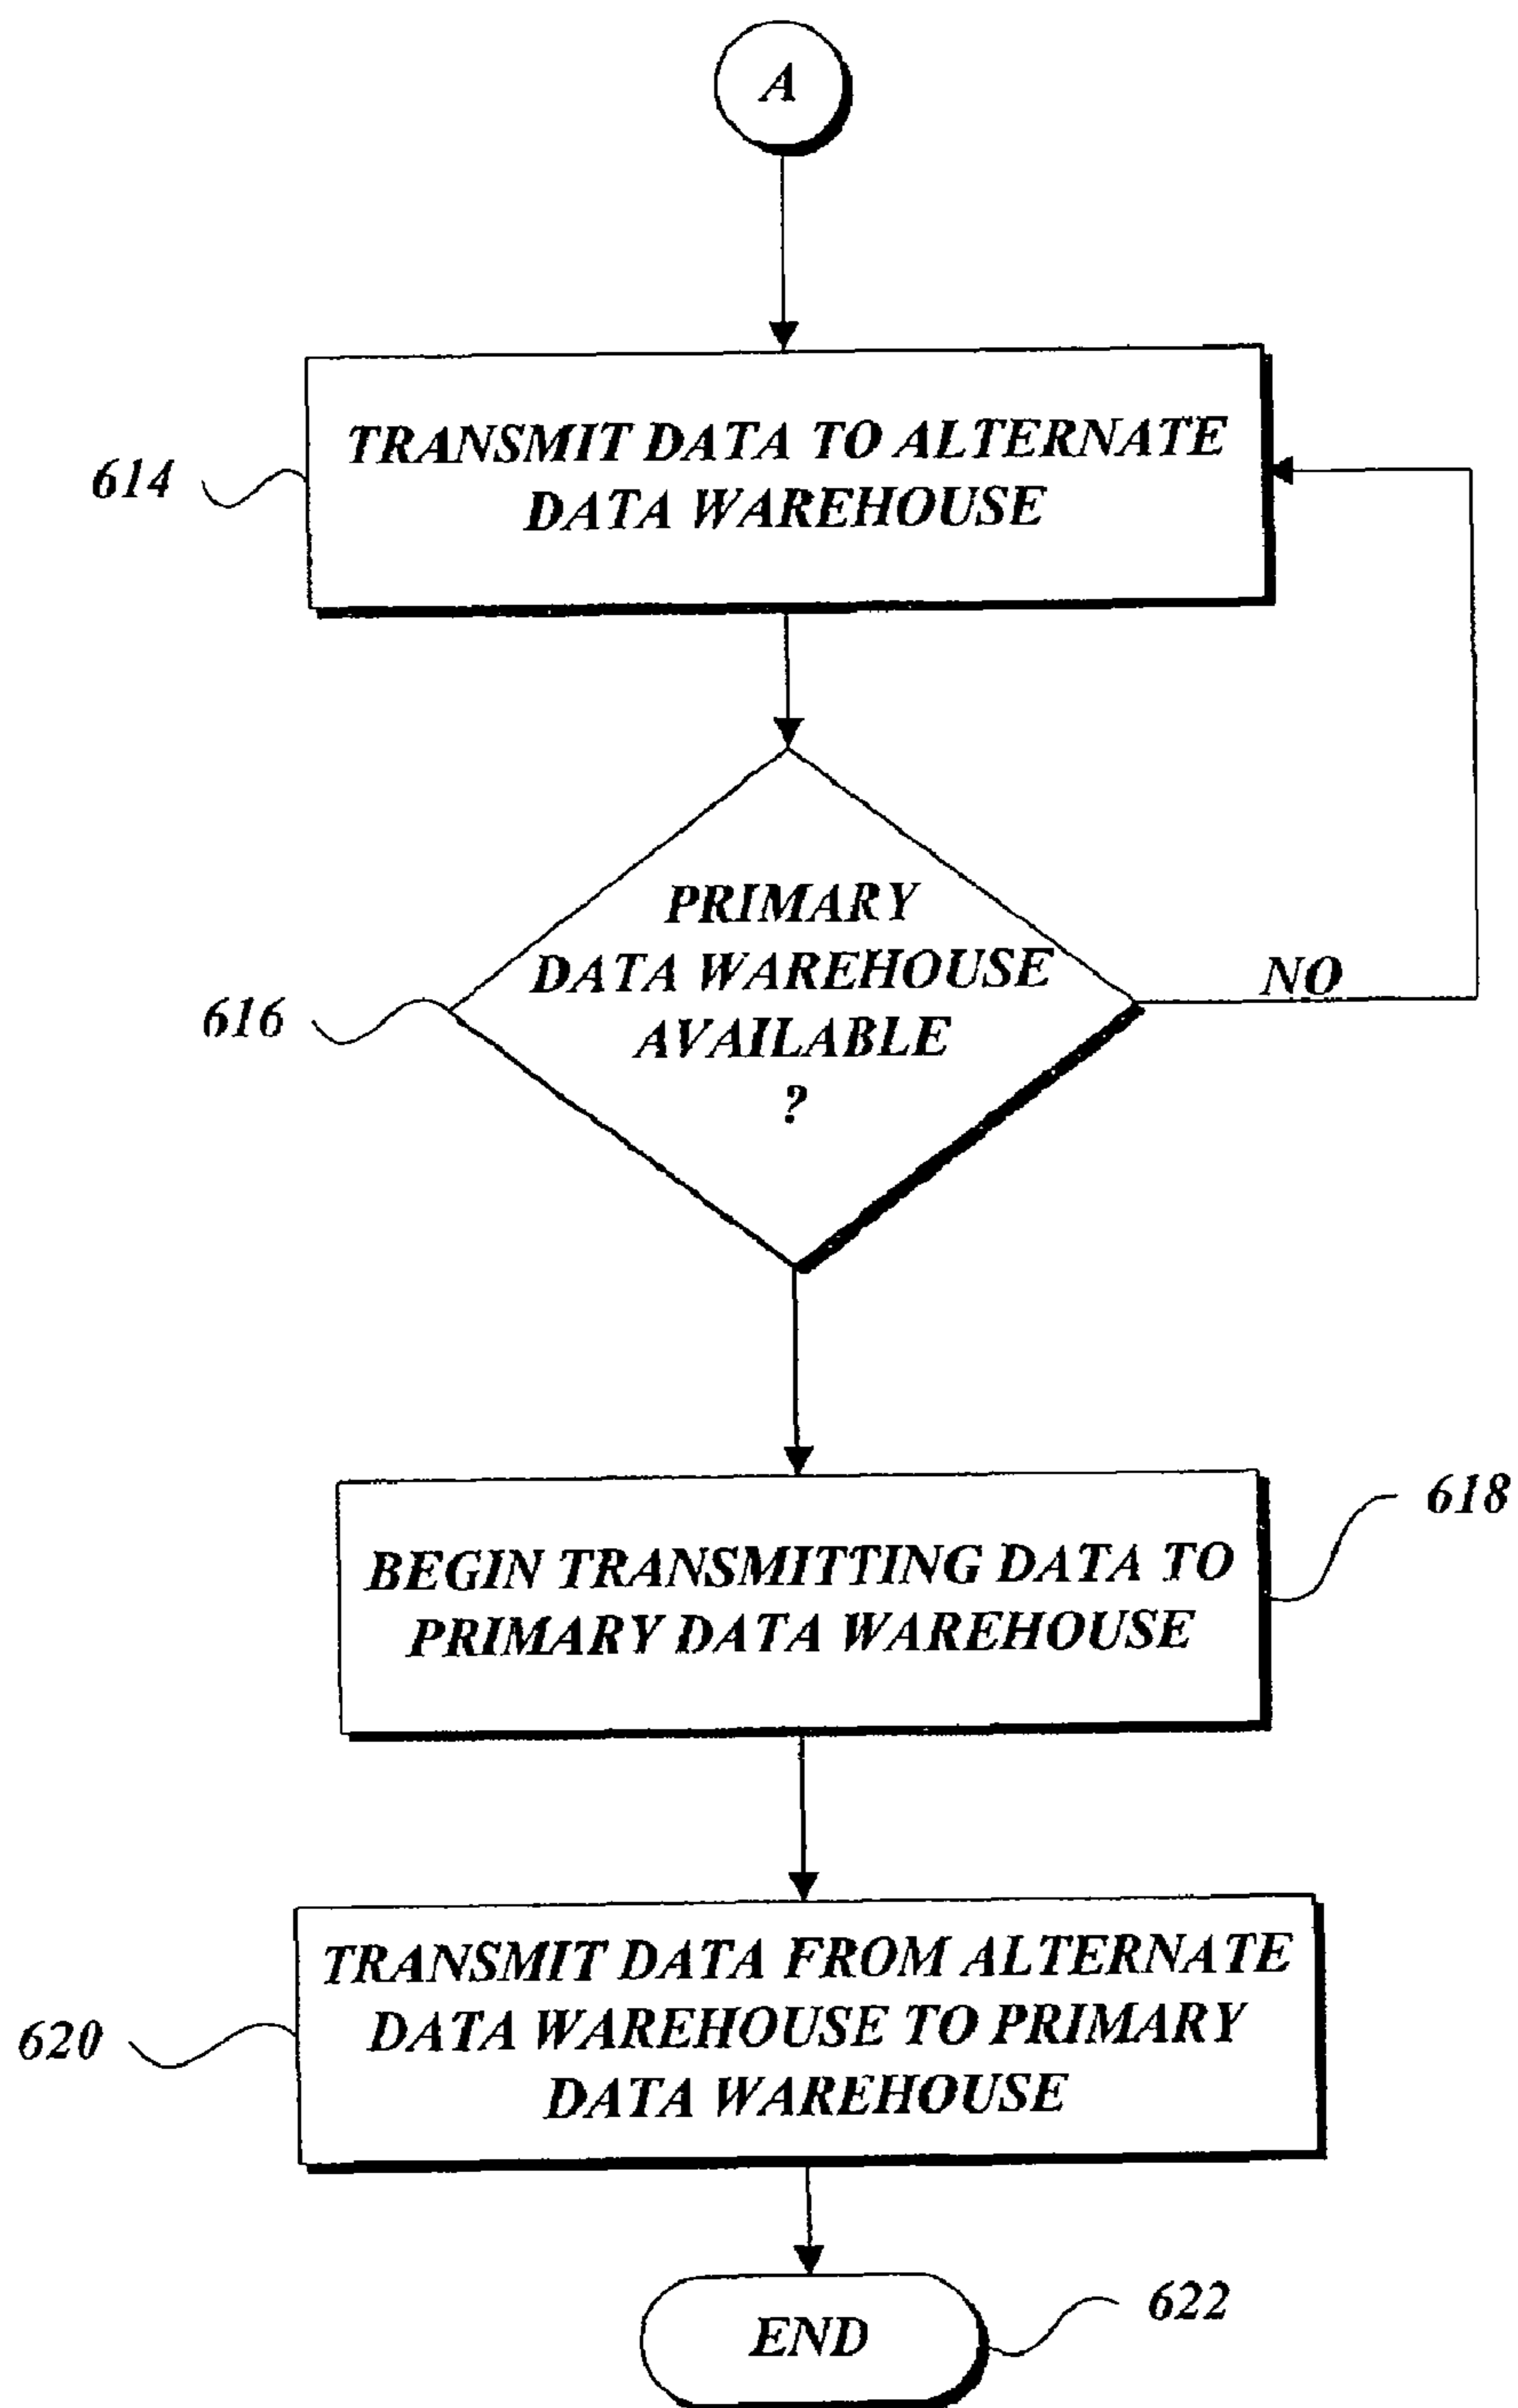 A
TRANSMIT DATA TO ALTERNATE
DATA WAREHOUSE
614
PRIMARY
DATA WAREHOUSE
AVAILABLE
?
NO
616
BEGIN TRANSMITTING DATA TO
PRIMARY DATA WAREHOUSE
618
TRANSMIT DATA FROM ALTERNATE
DATA WAREHOUSE TO PRIMARY
DATA WAREHOUSE
620
END
622